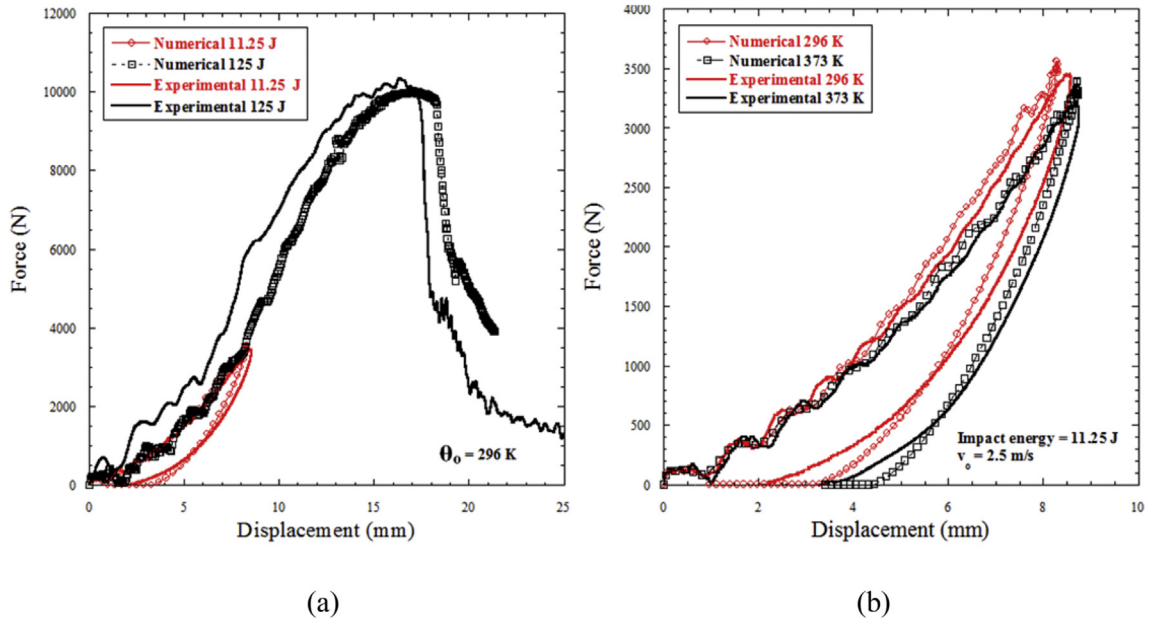 (a)
12000
10000
8000
6000
4000
2000
0
Force (N)
Numerical 11.25 J
Numerical 125 J
Experimental 11.25 J
Experimental 125 J
θo = 296 K
0 5 10 15 20 25
Displacement (mm)
(b)
4000
3500
3000
2500
2000
1500
1000
500
0
Force (N)
Numerical 296 K
Numerical 373 K
Experimental 296 K
Experimental 373 K
Impact energy = 11.25 J
vo = 2.5 m/s
0 2 4 6 8 10
Displacement (mm)
(a) (b)